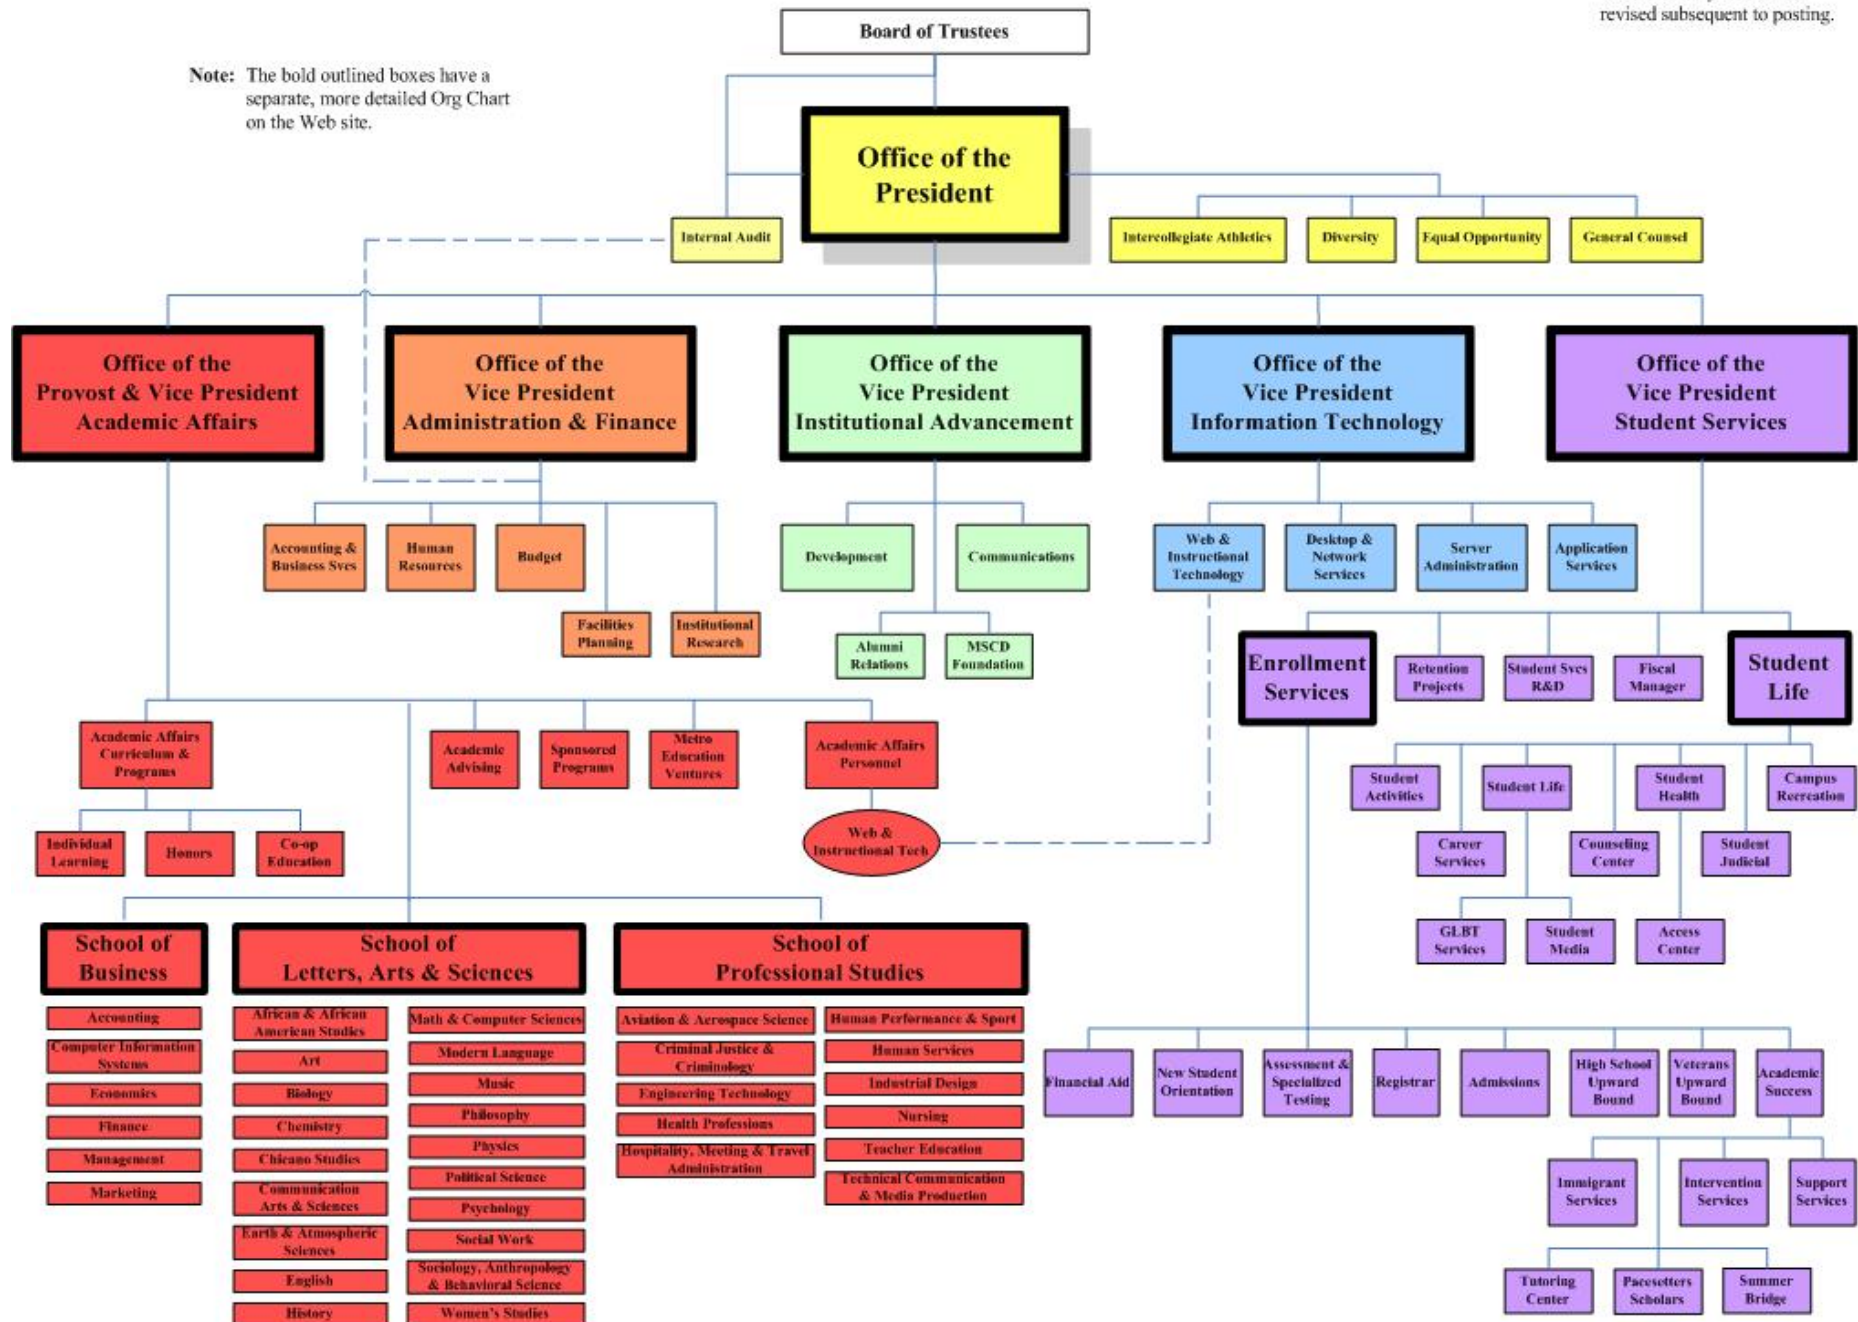 revised subsequent to posting.
Board of Trustees
Note: The bold outlined boxes have a
separate, more detailed Org Chart
on the Web site.
Office of the
President
Internal Audit
Intercollegiate Athletics
Diversity
Equal Opportunity
General Counsel
Office of the
Provost & Vice President
Academic Affairs
Office of the
Vice President
Administration & Finance
Office of the
Vice President
Institutional Advancement
Office of the
Vice President
Information Technology
Office of the
Vice President
Student Services
Accounting &
Business Svcs
Human
Resources
Budget
Facilities
Planning
Institutional
Research
Development
Communications
Alumni
Relations
MSCD
Foundation
Web &
Instructional
Technology
Desktop &
Network
Services
Server
Administration
Application
Services
Enrollment
Services
Retention
Projects
Student Svcs
R&D
Fiscal
Manager
Student
Life
Academic Affairs
Curriculum &
Programs
Academic
Advising
Sponsored
Programs
Metro
Education
Ventures
Academic Affairs
Personnel
Individual
Learning
Honors
Co-op
Education
Web &
Instructional Tech
Student
Activities
Student Life
Student
Health
Campus
Recreation
Career
Services
Counseling
Center
Student
Judicial
GLBT
Services
Student
Media
Access
Center
School of
Business
School of
Letters, Arts & Sciences
School of
Professional Studies
Accounting
Computer Information
Systems
Economics
Finance
Management
Marketing
African & African
American Studies
Art
Biology
Chemistry
Chicano Studies
Communication
Arts & Sciences
Earth & Atmospheric
Sciences
English
History
Math & Computer Sciences
Modern Language
Music
Philosophy
Physics
Political Science
Psychology
Social Work
Sociology, Anthropology
& Behavioral Science
Women's Studies
Aviation & Aerospace Science
Criminal Justice &
Criminology
Engineering Technology
Health Professions
Hospitality, Meeting & Travel
Administration
Human Performance & Sport
Human Services
Industrial Design
Nursing
Teacher Education
Technical Communication
& Media Production
Financial Aid
New Student
Orientation
Assessment &
Specialized
Testing
Registrar
Admissions
High School
Upward
Bound
Veterans
Upward
Bound
Academic
Success
Immigrant
Services
Intervention
Services
Support
Services
Tutoring
Center
Pacesetters
Scholars
Summer
Bridge